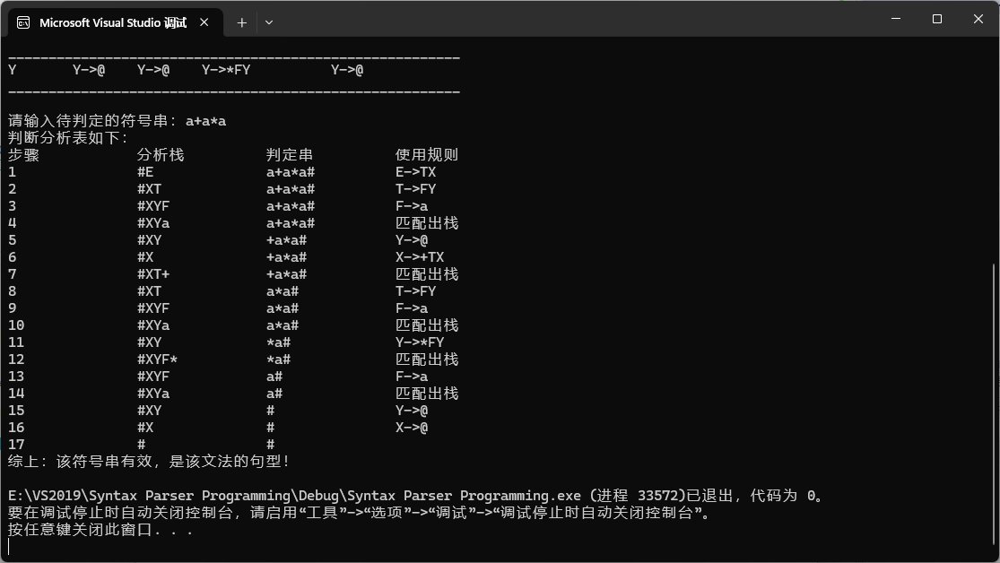 Microsoft Visual Studio 调试
--------------------------------------------------------
Y Y->@ Y->@ Y->*FY Y->@
--------------------------------------------------------
请输入待判定的符号串：a+a*a
判断分析表如下：
步骤 分析栈 判定串 使用规则
1 #E a+a*a# E->TX
2 #XT a+a*a# T->FY
3 #XYF a+a*a# F->a
4 #XYa a+a*a# 匹配出栈
5 #XY +a*a# Y->@
6 #X +a*a# X->+TX
7 #XT+ +a*a# 匹配出栈
8 #XT a*a# T->FY
9 #XYF a*a# F->a
10 #XYa a*a# 匹配出栈
11 #XY *a# Y->*FY
12 #XYF* *a# 匹配出栈
13 #XYF a# F->a
14 #XYa a# 匹配出栈
15 #XY # Y->@
16 #X # X->@
17 # #
综上：该符号串有效，是该文法的句型！
E:\VS2019\Syntax Parser Programming\Debug\Syntax Parser Programming.exe (进程 33572)已退出，代码为 0。
要在调试停止时自动关闭控制台，请启用“工具”->“选项”->“调试”->“调试停止时自动关闭控制台”。
按任意键关闭此窗口. . .